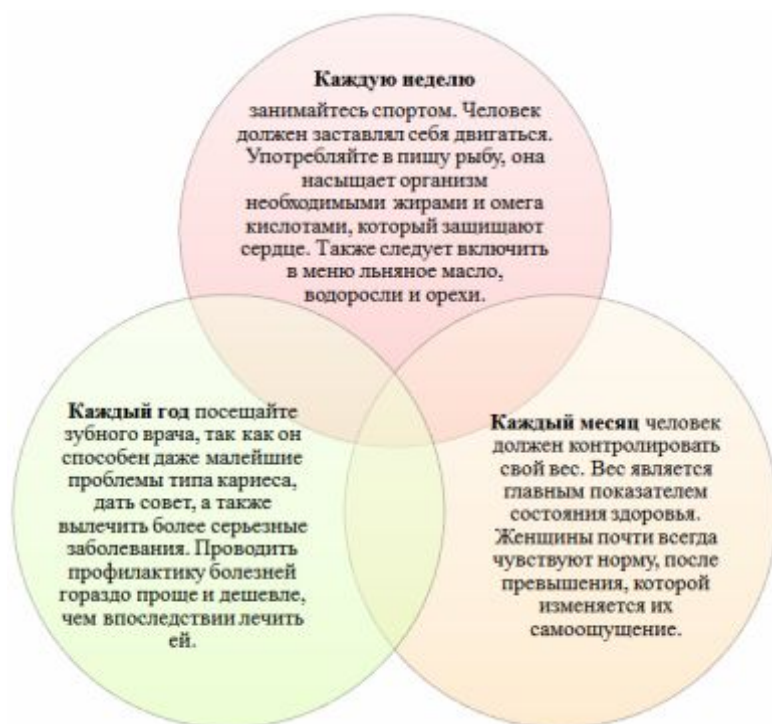 Каждую неделю
занимайтесь спортом. Человек
должен заставлял себя двигаться.
Употребляйте в пищу рыбу, она
насыщает организм
необходимыми жирами и омега
кислотами, который защищают
сердце. Также следует включить
в меню льняное масло,
водоросли и орехи.
Каждый год посещайте
зубного врача, так как он
способен даже малейшие
проблемы типа кариеса,
дать совет, а также
вылечить более серьезные
заболевания. Проводить
профилактику болезней
гораздо проще и дешевле,
чем впоследствии лечить
ей.
Каждый месяц человек
должен контролировать
свой вес. Вес является
главным показателем
состояния здоровья.
Женщины почти всегда
чувствуют норму, после
превышения, которой
изменяется их
самоощущение.